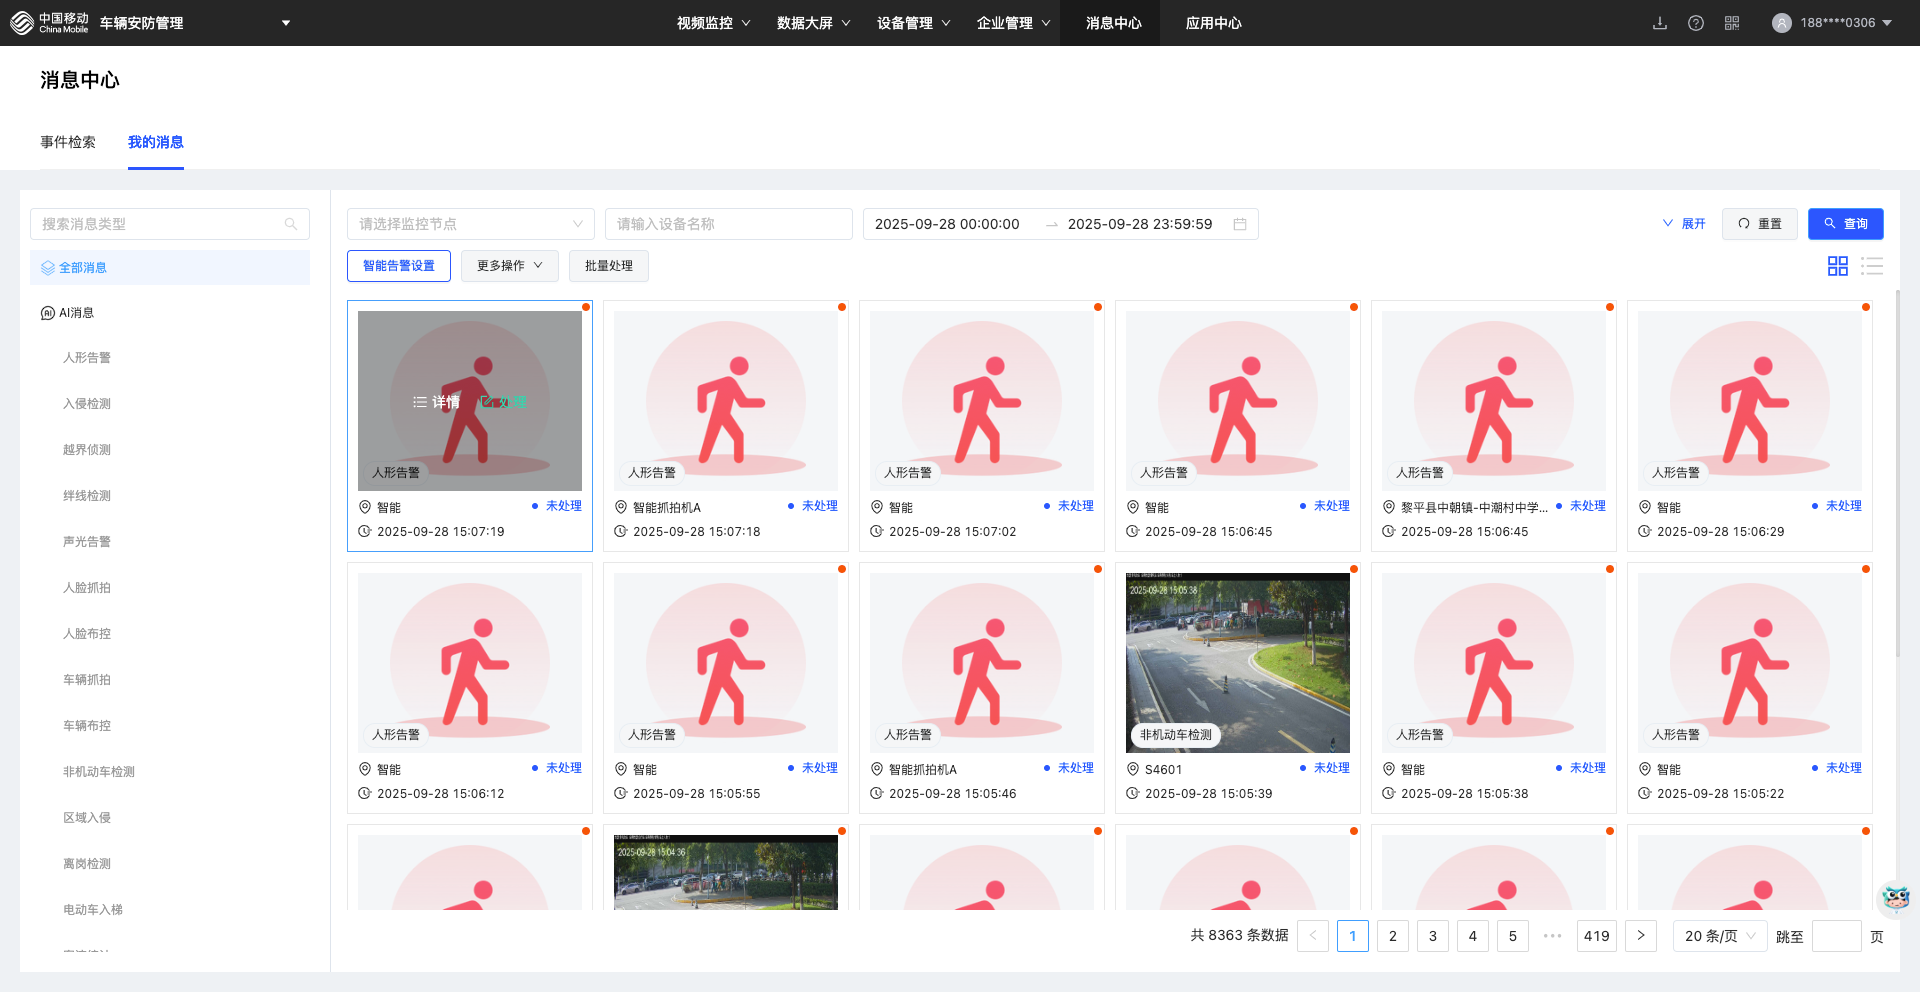 中国移动
China Mobile
车辆安防管理
视频监控
数据大屏
设备管理
企业管理
消息中心
应用中心
188****0306
消息中心
事件检索
我的消息
搜索消息类型
全部消息
AI消息
人形告警
入侵检测
越界侦测
绊线检测
声光告警
人脸抓拍
人脸布控
车辆抓拍
车辆布控
非机动车检测
区域入侵
离岗检测
电动车入梯
请选择监控节点
请输入设备名称
2025-09-28 00:00:00
2025-09-28 23:59:59
展开
重置
查询
智能告警设置
更多操作
批量处理
详情
处理
人形告警
智能
未处理
2025-09-28 15:07:19
人形告警
智能抓拍机A
未处理
2025-09-28 15:07:18
人形告警
智能
未处理
2025-09-28 15:07:02
人形告警
智能
未处理
2025-09-28 15:06:45
人形告警
黎平县中朝镇-中潮村中学...
未处理
2025-09-28 15:06:45
人形告警
智能
未处理
2025-09-28 15:06:29
人形告警
智能
未处理
2025-09-28 15:06:12
人形告警
智能
未处理
2025-09-28 15:05:55
人形告警
智能抓拍机A
未处理
2025-09-28 15:05:46
2025-09-28 15:05:38
非机动车检测
S4601
未处理
2025-09-28 15:05:39
人形告警
智能
未处理
2025-09-28 15:05:38
人形告警
智能
未处理
2025-09-28 15:05:22
2025-09-28 15:04:36
共 8363 条数据
1
2
3
4
5
•••
419
20 条/页
跳至
页